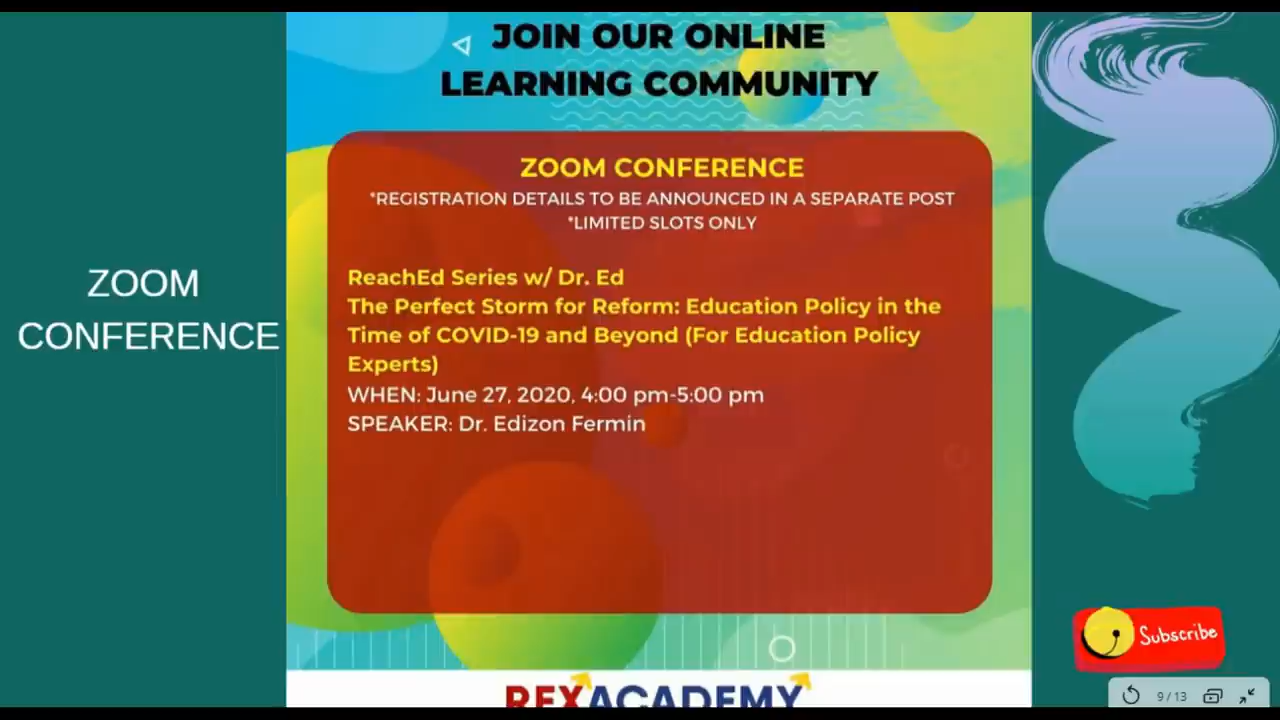 JOIN OUR ONLINE
LEARNING COMMUNITY
ZOOM CONFERENCE
*REGISTRATION DETAILS TO BE ANNOUNCED IN A SEPARATE POST
*LIMITED SLOTS ONLY
ReachEd Series w/ Dr. Ed
The Perfect Storm for Reform: Education Policy in the
Time of COVID-19 and Beyond (For Education Policy
Experts)
WHEN: June 27, 2020, 4:00 pm-5:00 pm
SPEAKER: Dr. Edizon Fermin
ZOOM
CONFERENCE
Subscribe
REXACADEMY
9 / 13